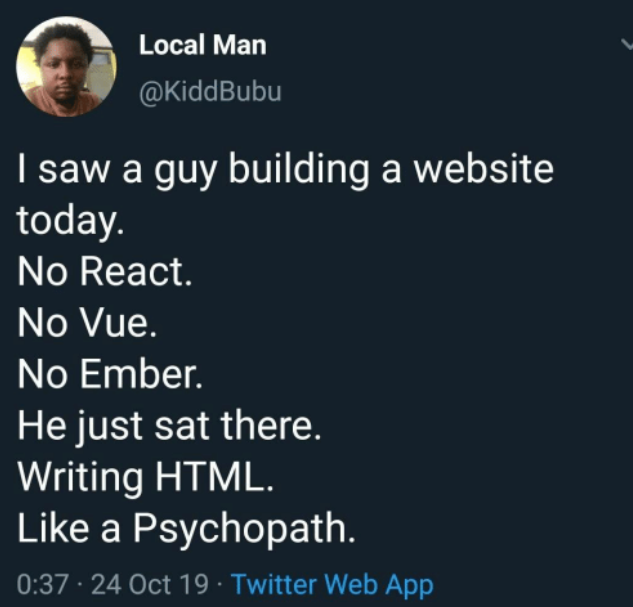 Local Man
@KiddBubu
I saw a guy building a website
today.
No React.
No Vue.
No Ember.
He just sat there.
Writing HTML.
Like a Psychopath.
0:37 · 24 Oct 19 · Twitter Web App